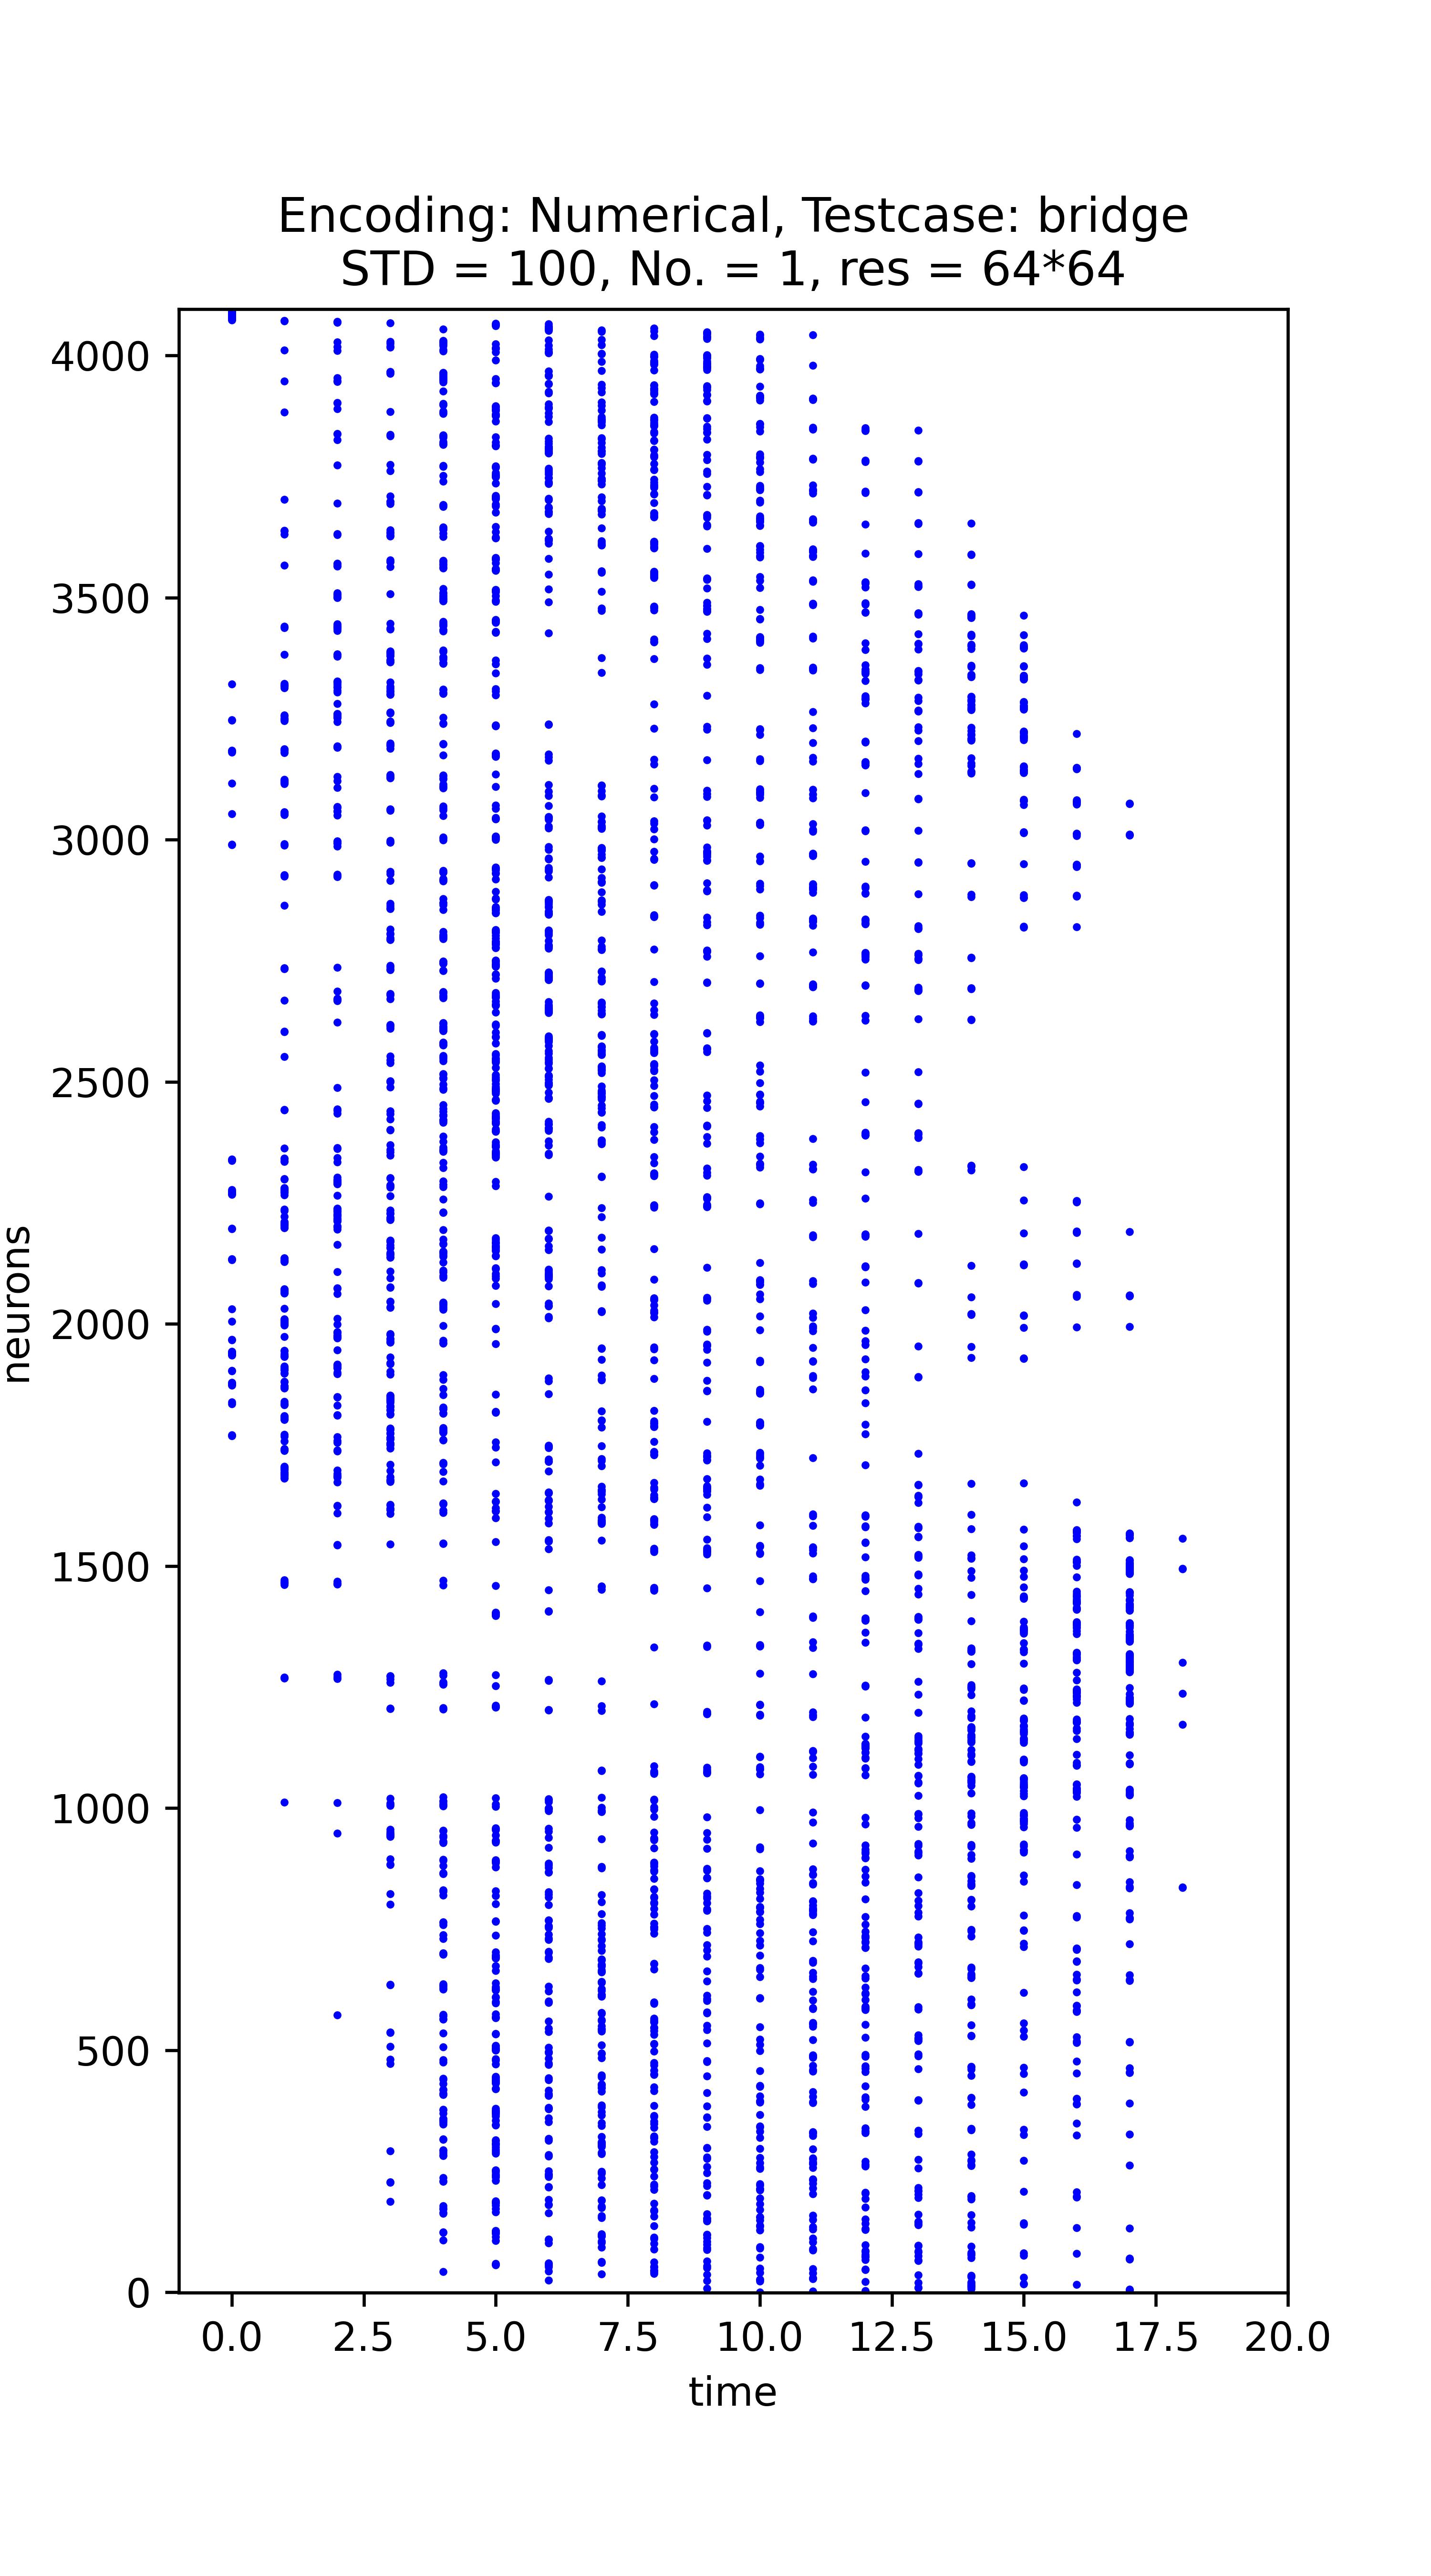 Encoding: Numerical, Testcase: bridge
STD = 100, No. = 1, res = 64*64
4000
3500
3000
2500
2000
1500
1000
500
0
neurons
0.0 2.5 5.0 7.5 10.0 12.5 15.0 17.5 20.0
time